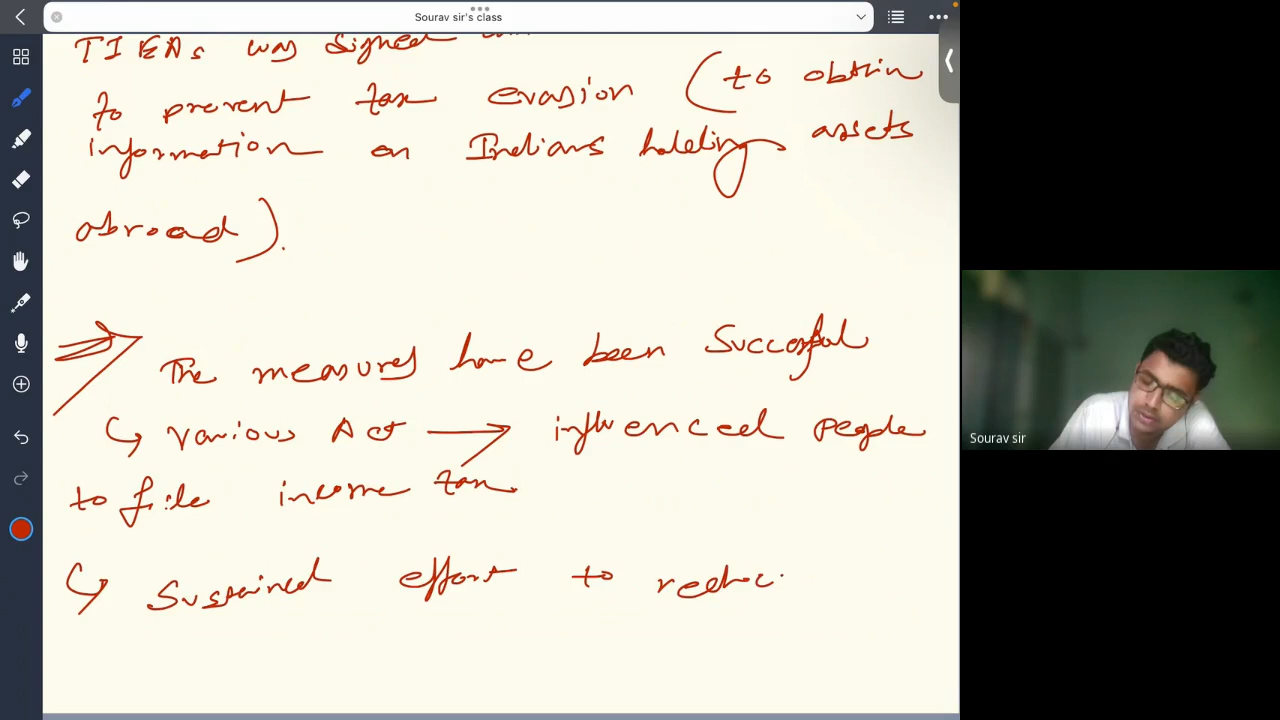 Sourav sir's class
TIEAs was signed
to prevent tax evasion (to obtain
information on Indians holding assets
abroad).
⇒ The measures have been Succesful
↳ various Act → influenced people
to file income tax.
↳ Sustained effort to reduc
Sourav sir